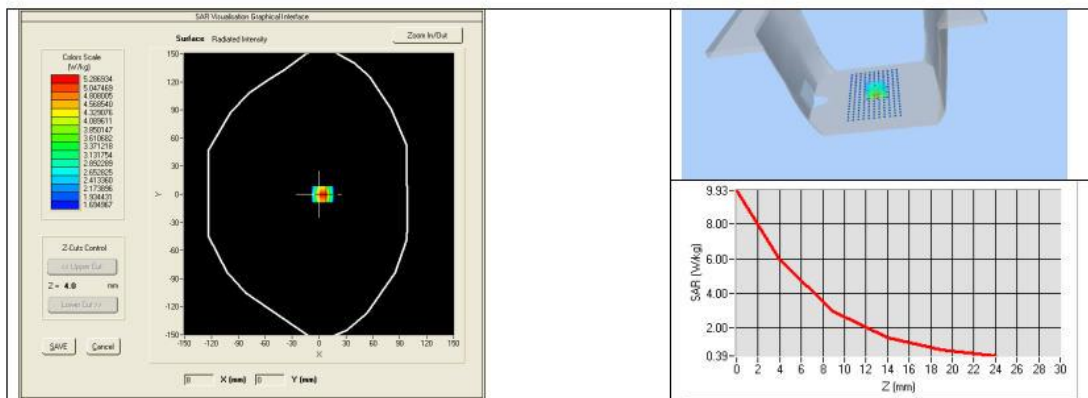 SAR Visualisation Graphical Interface
Surface Radiated Intensity
Zoom In/Out
Colors Scale
(W/kg)
5.286934
5.047469
4.808005
4.568540
4.329076
4.089611
3.850147
3.610682
3.371218
3.131754
2.892289
2.652825
2.413360
2.173896
1.934431
1.694967
Z-Cuts Control
<< Upper Cut
Z = 4.0 mm
Lower Cut >>
SAVE Cancel
150
120
90
60
30
0
-30
-60
-90
-120
-150
Y
-150 -120 -90 -60 -30 0 30 60 90 120 150
X
X (mm) 0 Y (mm)
9.93
8.00
6.00
4.00
2.00
0.39
SAR (W/kg)
0 2 4 6 8 10 12 14 16 18 20 22 24 26 28 30
Z (mm)